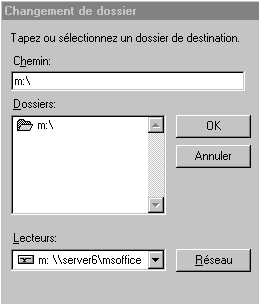 Changement de dossier
Tapez ou sélectionnez un dossier de destination.
Chemin:
m:\
Dossiers:
m:\
OK
Annuler
Lecteurs:
m: \\server6\msoffice
Réseau